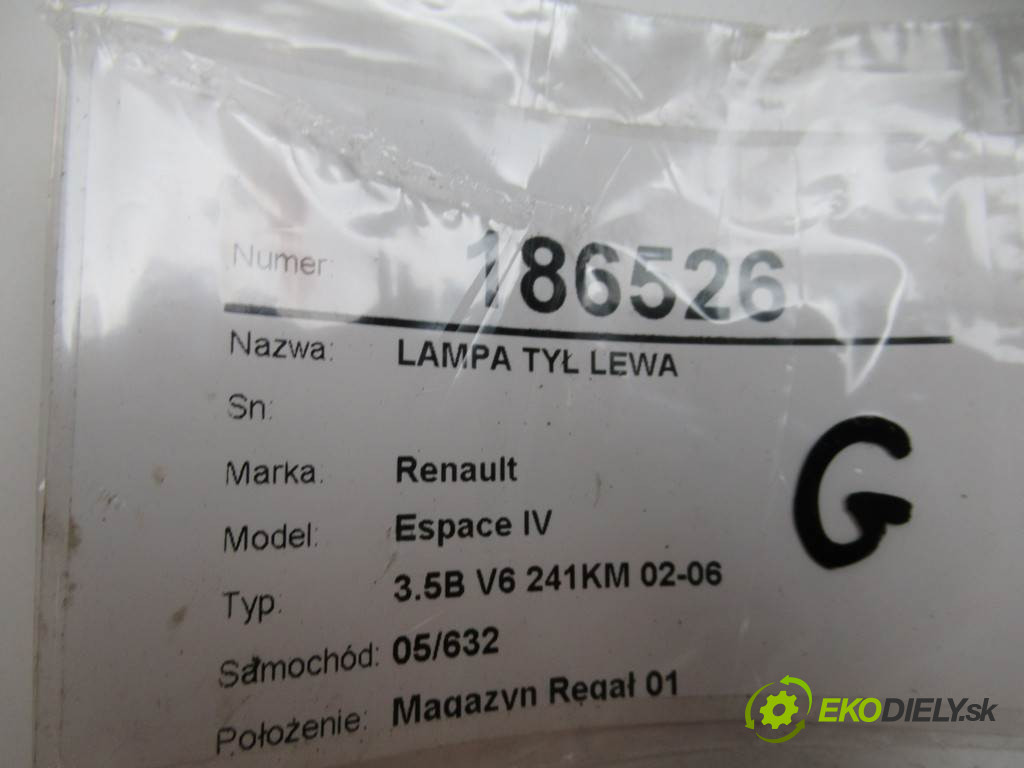 Numer: 186526
Nazwa: LAMPA TYŁ LEWA
Sn:
Marka: Renault
Model: Espace IV
Typ: 3.5B V6 241KM 02-06
Samochód: 05/632
Położenie: Magazyn Regał 01
G
EKODIELY.sk